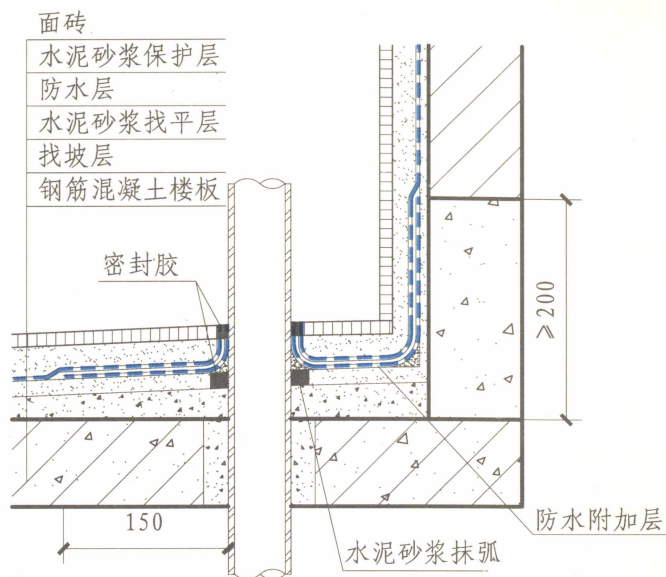 面砖
水泥砂浆保护层
防水层
水泥砂浆找平层
找坡层
钢筋混凝土楼板
密封胶
≥200
防水附加层
150
水泥砂浆抹弧